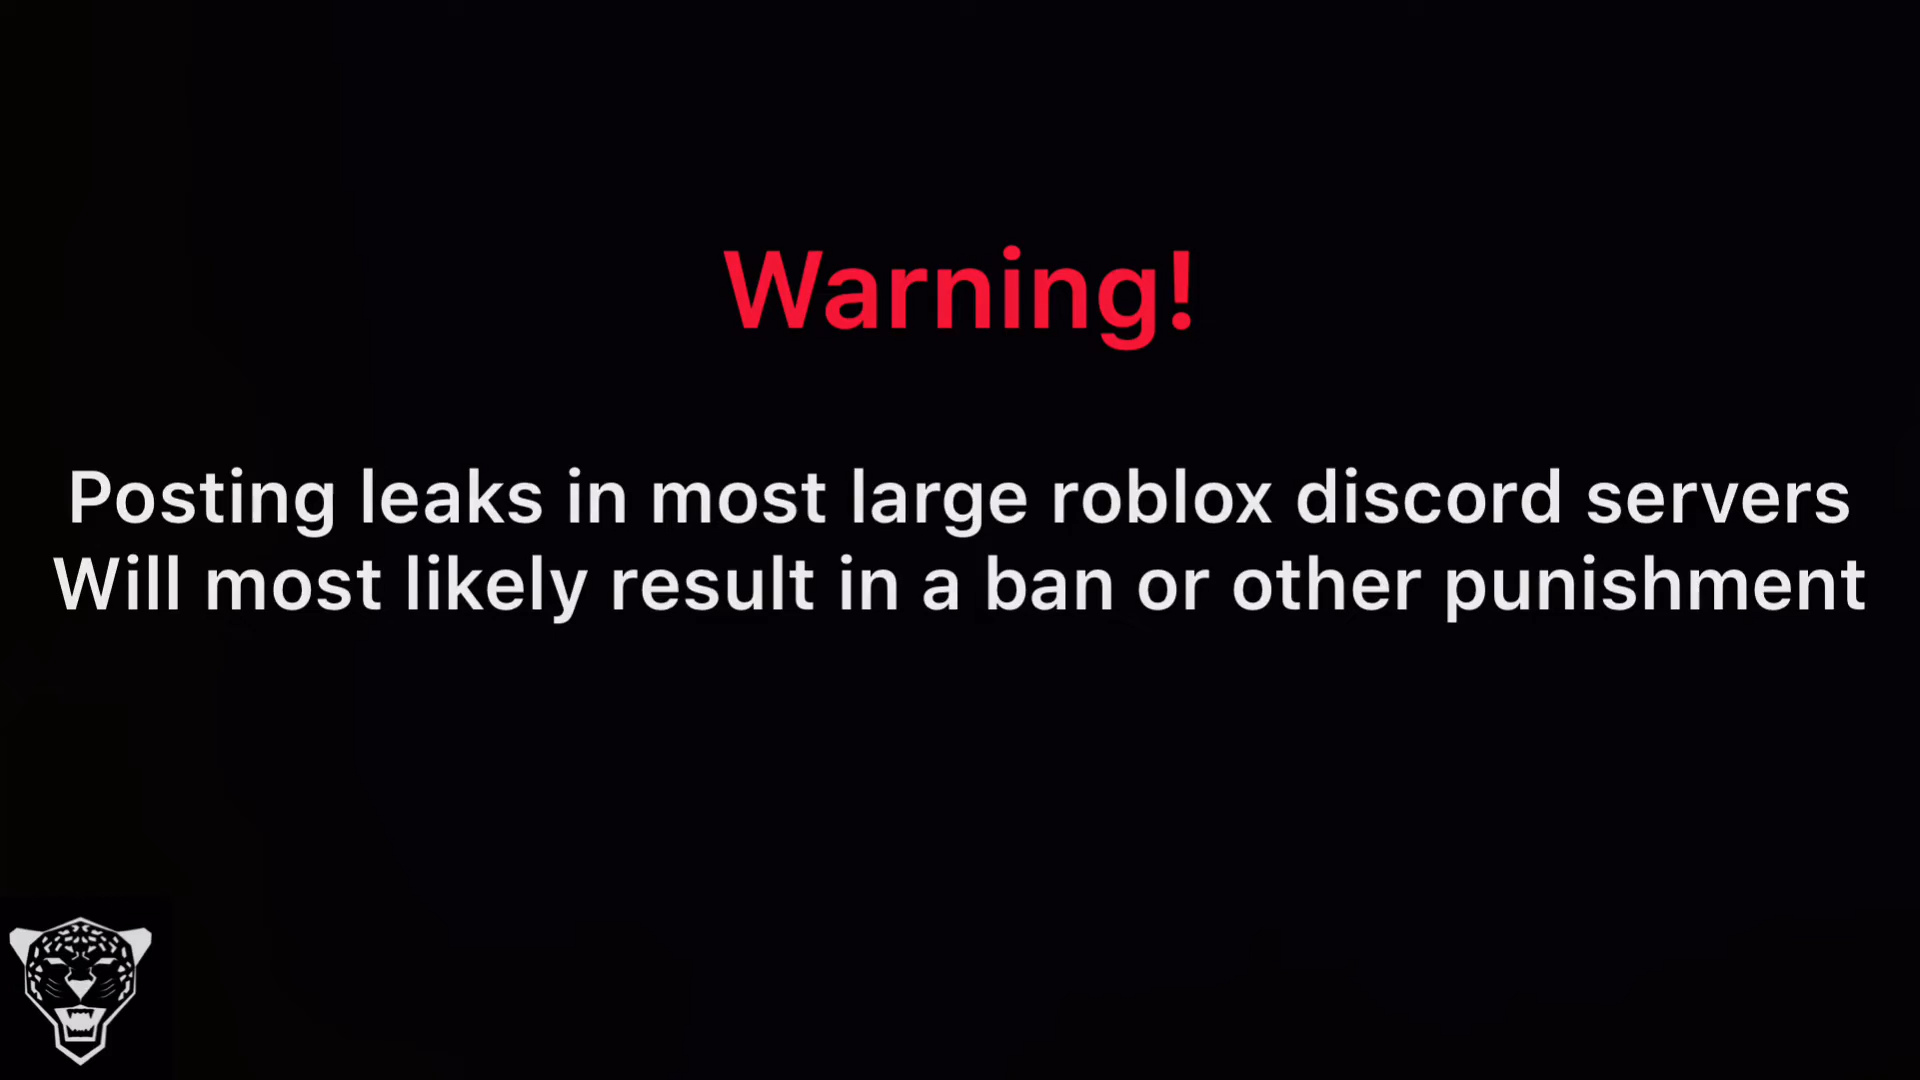 Warning!
Posting leaks in most large roblox discord servers
Will most likely result in a ban or other punishment